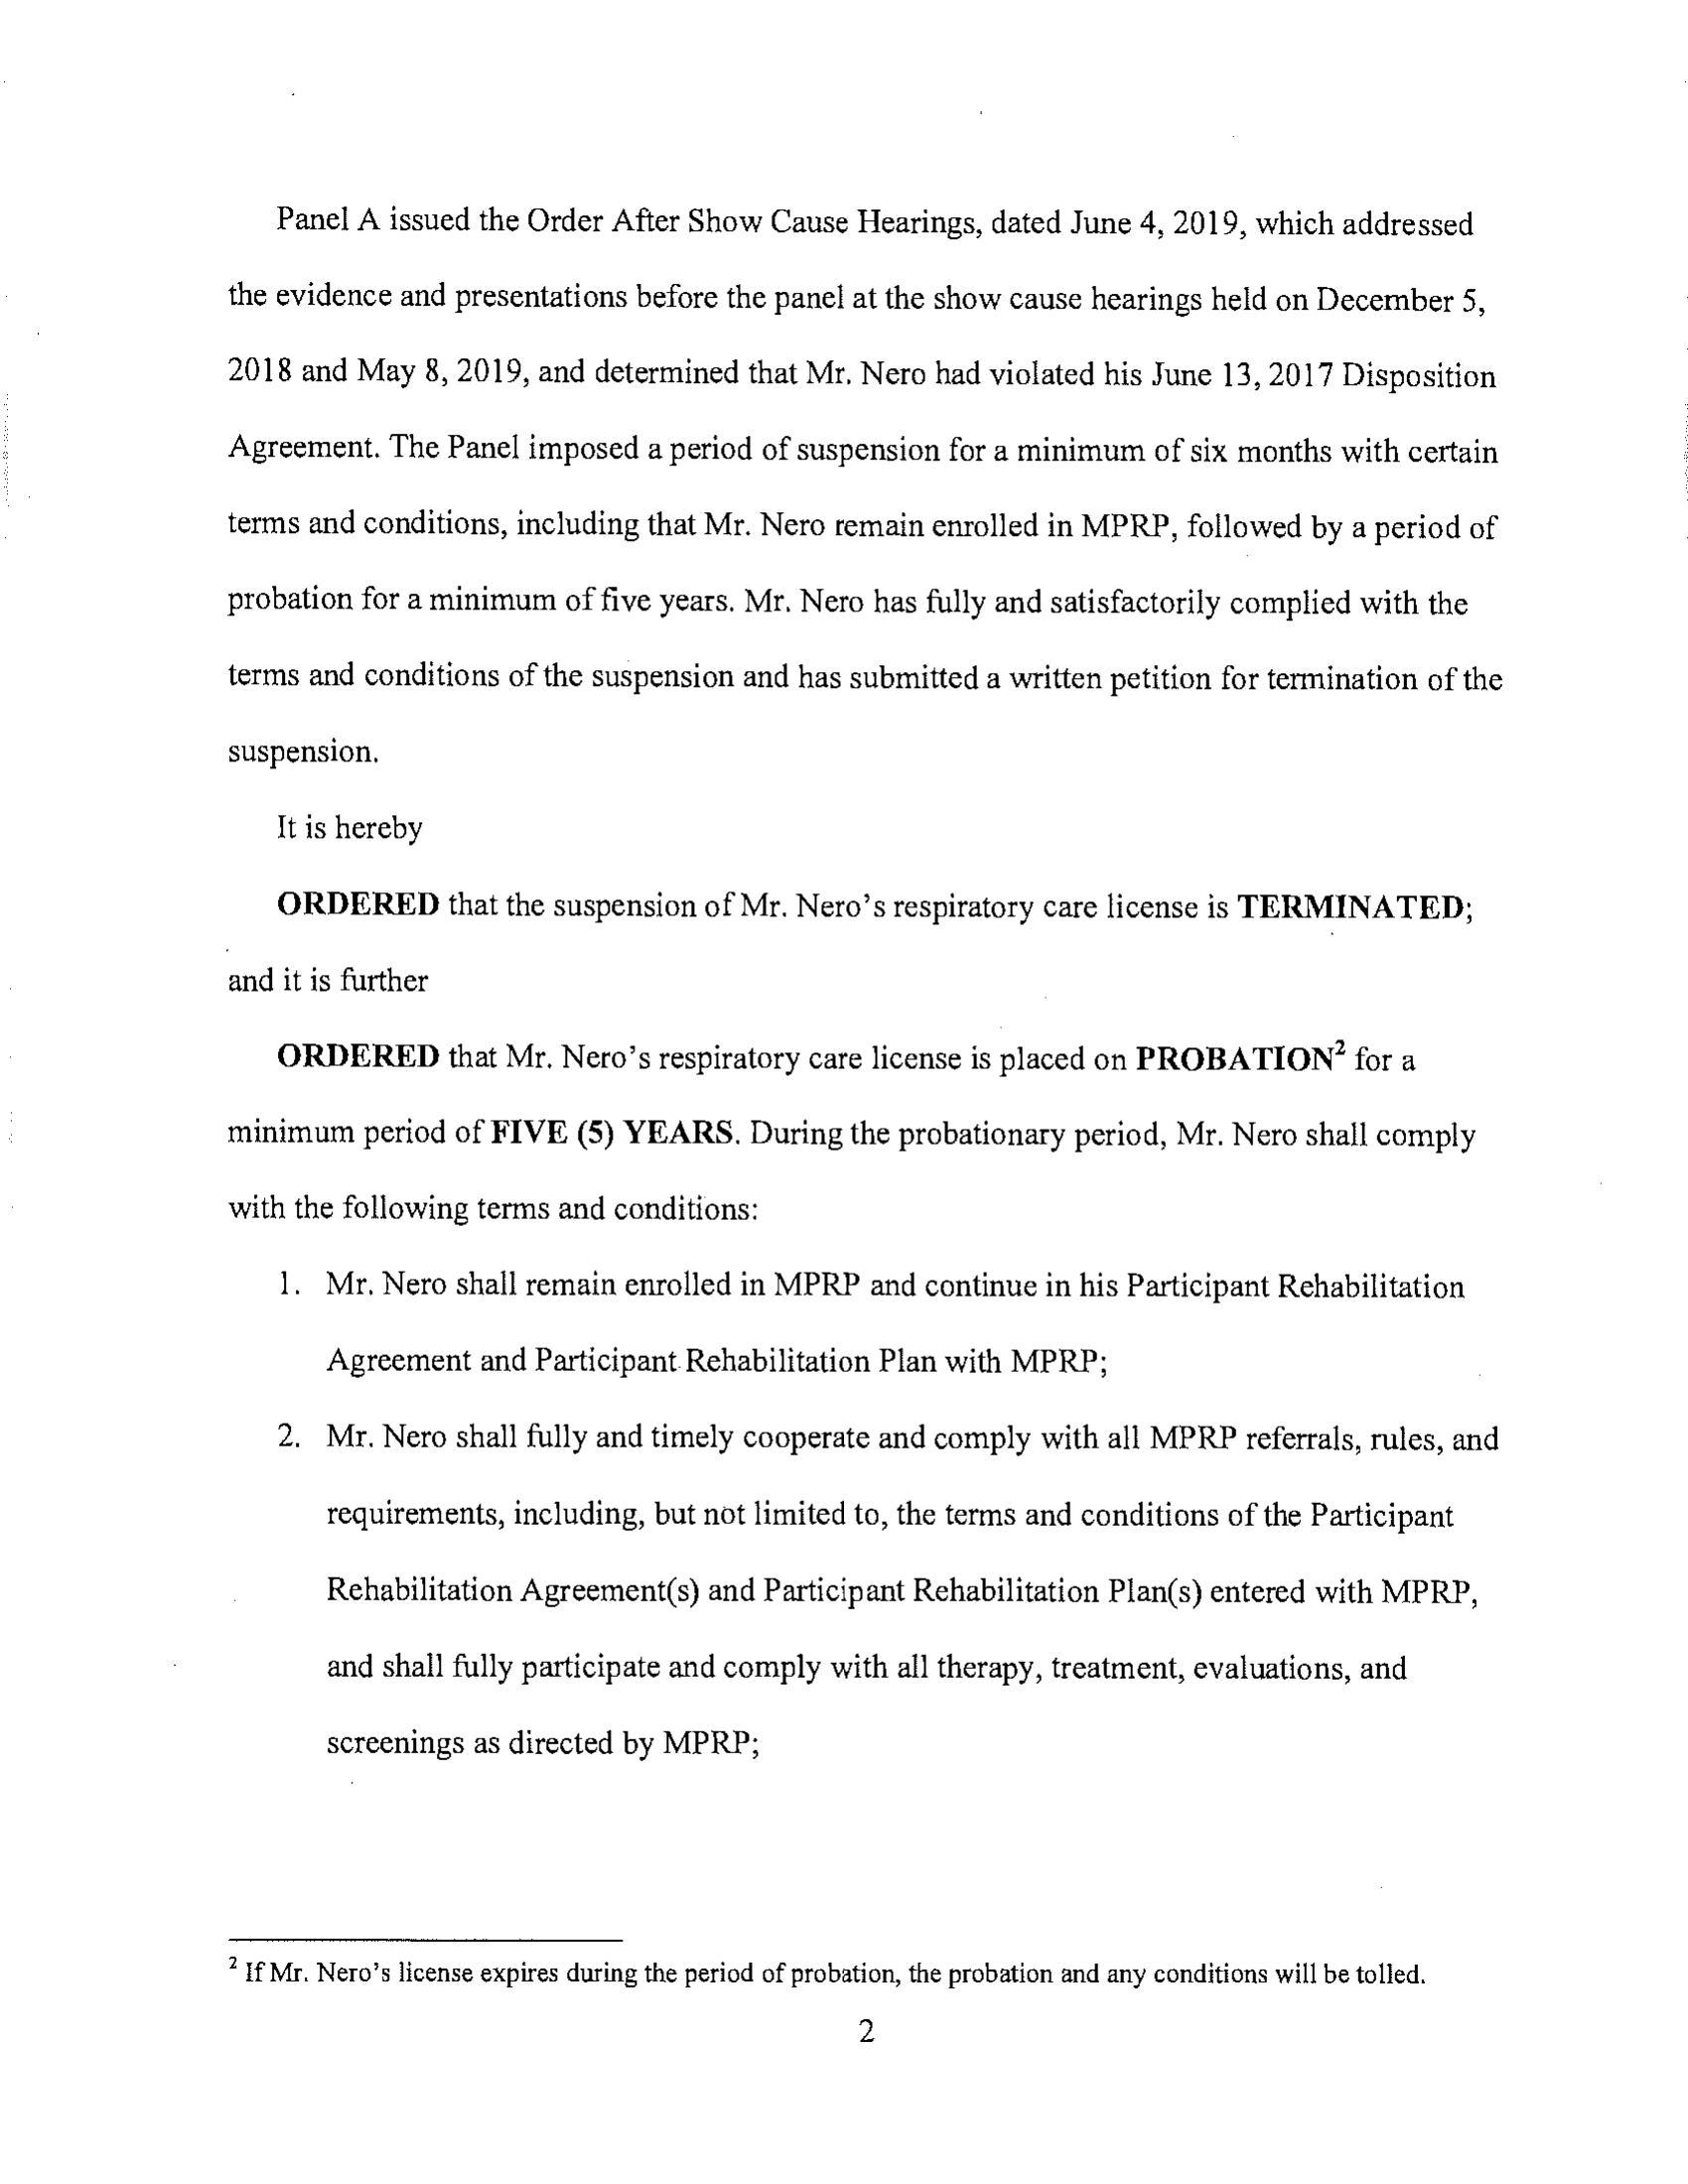 Panel A issued the Order After Show Cause Hearings, dated June 4, 2019, which addressed
the evidence and presentations before the panel at the show cause hearings held on December 5,
2018 and May 8, 2019, and determined that Mr. Nero had violated his June 13, 2017 Disposition
Agreement. The Panel imposed a period of suspension for a minimum of six months with certain
terms and conditions, including that Mr. Nero remain enrolled in MPRP, followed by a period of
probation for a minimum of five years. Mr. Nero has fully and satisfactorily complied with the
terms and conditions of the suspension and has submitted a written petition for termination of the
suspension.
It is hereby
ORDERED that the suspension of Mr. Nero's respiratory care license is TERMINATED;
and it is further
ORDERED that Mr. Nero's respiratory care license is placed on PROBATION² for a
minimum period of FIVE (5) YEARS. During the probationary period, Mr. Nero shall comply
with the following terms and conditions:
1. Mr. Nero shall remain enrolled in MPRP and continue in his Participant Rehabilitation
Agreement and Participant Rehabilitation Plan with MPRP;
2. Mr. Nero shall fully and timely cooperate and comply with all MPRP referrals, rules, and
requirements, including, but not limited to, the terms and conditions of the Participant
Rehabilitation Agreement(s) and Participant Rehabilitation Plan(s) entered with MPRP,
and shall fully participate and comply with all therapy, treatment, evaluations, and
screenings as directed by MPRP;
² If Mr. Nero's license expires during the period of probation, the probation and any conditions will be tolled.
2